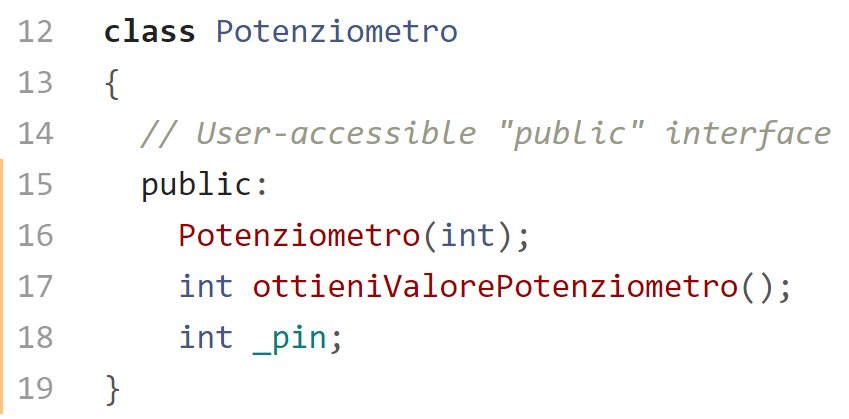 12 class Potenziometro
13 {
14 // User-accessible "public" interface
15 public:
16 Potenziometro(int);
17 int ottieniValorePotenziometro();
18 int _pin;
19 }